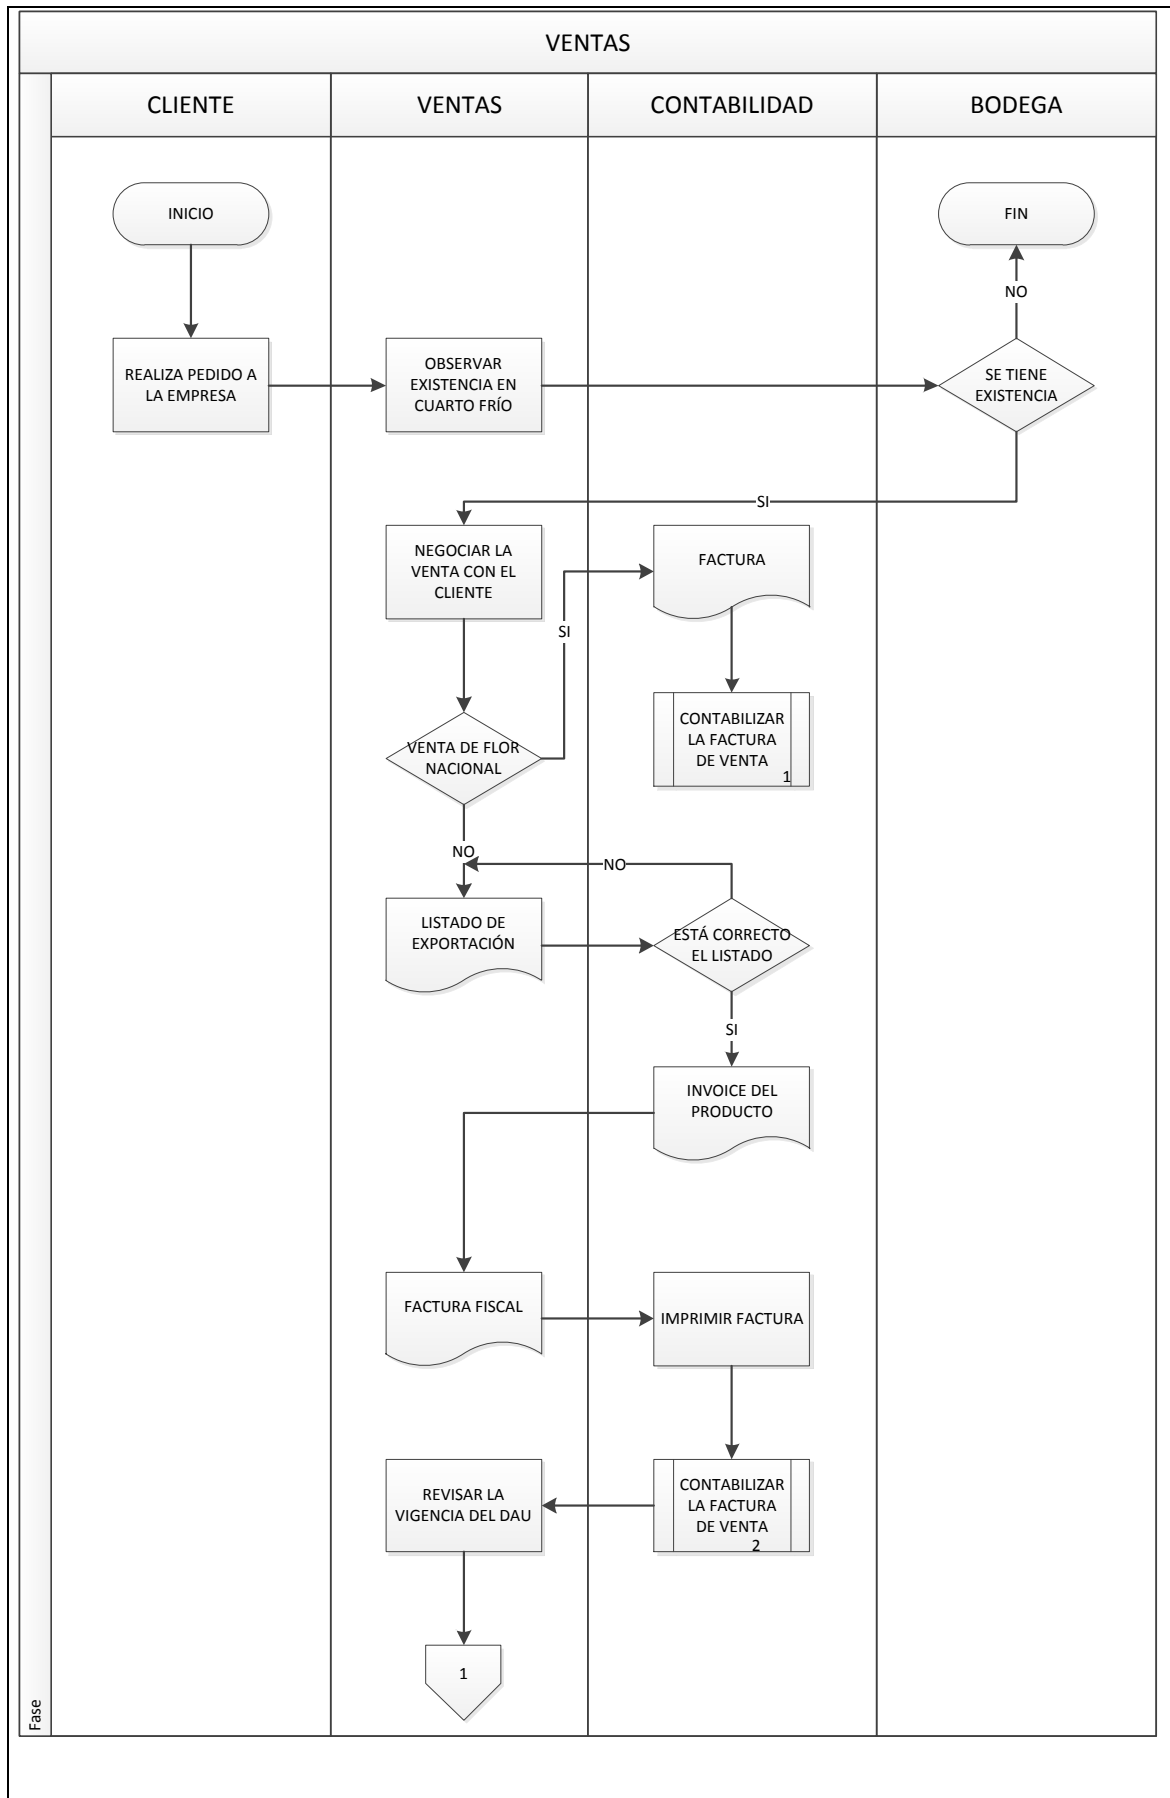 VENTAS
CLIENTE
VENTAS
CONTABILIDAD
BODEGA
INICIO
FIN
NO
REALIZA PEDIDO A
LA EMPRESA
OBSERVAR
EXISTENCIA EN
CUARTO FRÍO
SE TIENE
EXISTENCIA
SI
NEGOCIAR LA
VENTA CON EL
CLIENTE
FACTURA
SI
VENTA DE FLOR
NACIONAL
CONTABILIZAR
LA FACTURA
DE VENTA
1
NO
NO
LISTADO DE
EXPORTACIÓN
ESTÁ CORRECTO
EL LISTADO
SI
INVOICE DEL
PRODUCTO
FACTURA FISCAL
IMPRIMIR FACTURA
REVISAR LA
VIGENCIA DEL DAU
CONTABILIZAR
LA FACTURA
DE VENTA
2
1
Fase